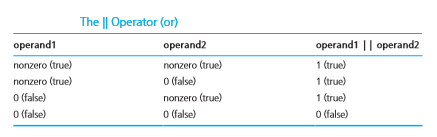 The || Operator (or)
operand1 operand2 operand1 || operand2
nonzero (true) nonzero (true) 1 (true)
nonzero (true) 0 (false) 1 (true)
0 (false) nonzero (true) 1 (true)
0 (false) 0 (false) 0 (false)